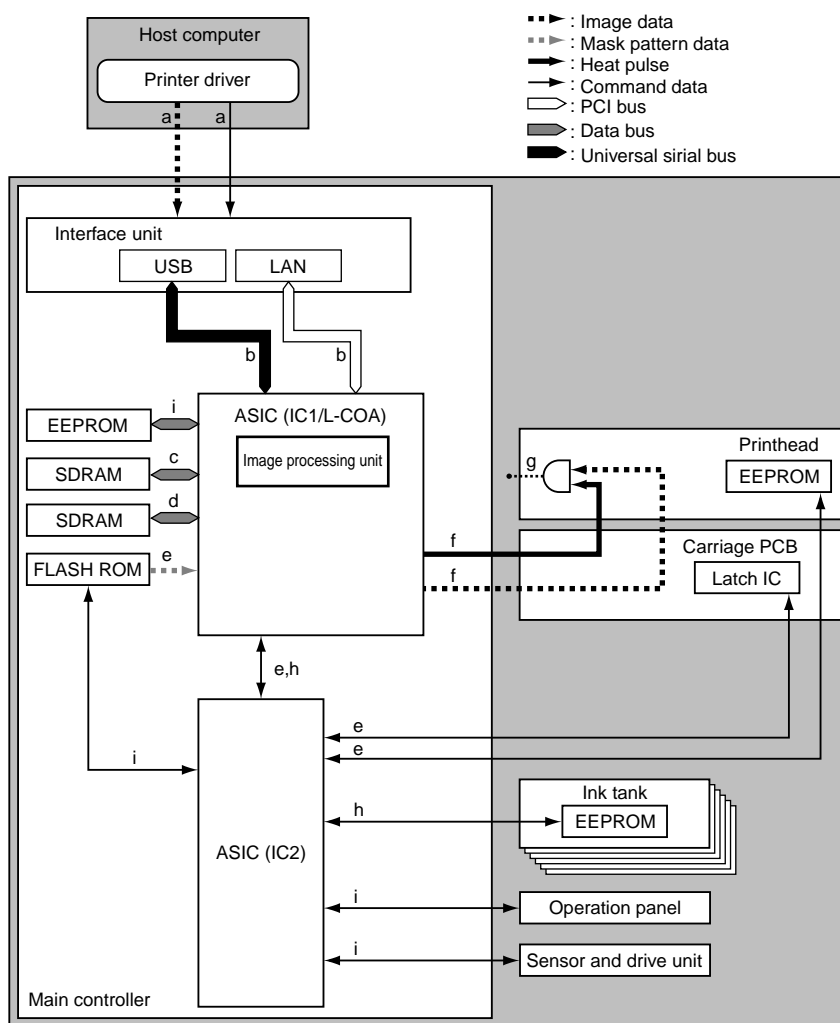 Host computer
Printer driver
a
a
: Image data
: Mask pattern data
: Heat pulse
: Command data
: PCI bus
: Data bus
: Universal sirial bus
Interface unit
USB
LAN
b
b
ASIC (IC1/L-COA)
Image processing unit
EEPROM
i
SDRAM
c
SDRAM
d
FLASH ROM
e
f
f
g
Printhead
EEPROM
Carriage PCB
Latch IC
e,h
i
e
e
h
Ink tank
EEPROM
ASIC (IC2)
i
Operation panel
i
Sensor and drive unit
Main controller